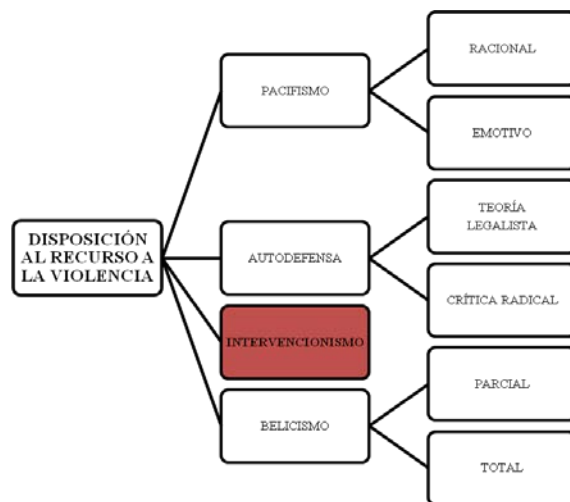 DISPOSICIÓN
AL RECURSO A
LA VIOLENCIA
PACIFISMO
RACIONAL
EMOTIVO
AUTODEFENSA
TEORÍA
LEGALISTA
CRÍTICA RADICAL
INTERVENCIONISMO
BELICISMO
PARCIAL
TOTAL